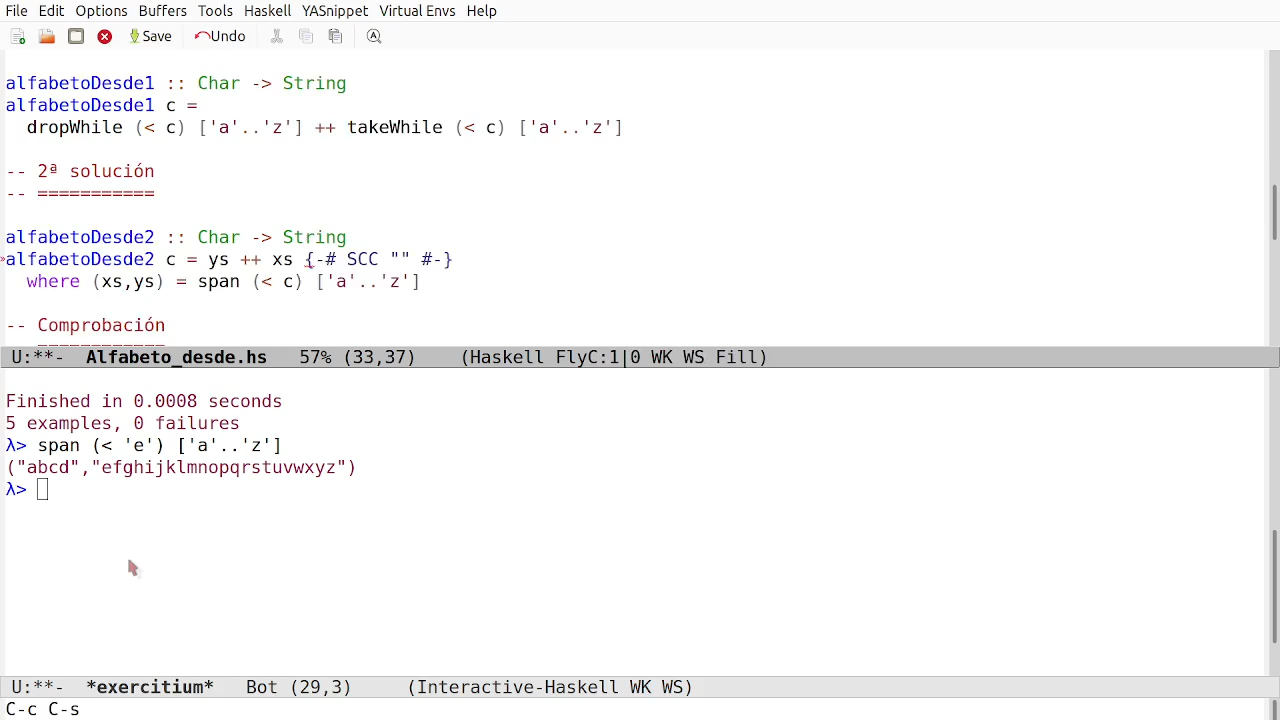 File Edit Options Buffers Tools Haskell YASnippet Virtual Envs Help
Save Undo
alfabetoDesde1 :: Char -> String
alfabetoDesde1 c =
  dropWhile (< c) ['a'..'z'] ++ takeWhile (< c) ['a'..'z']
-- 2ª solución
-- ===========
alfabetoDesde2 :: Char -> String
alfabetoDesde2 c = ys ++ xs {-# SCC "" #-}
  where (xs,ys) = span (< c) ['a'..'z']
-- Comprobación
============
U:**-  Alfabeto_desde.hs   57% (33,37)    (Haskell FlyC:1|0 WK WS Fill)
Finished in 0.0008 seconds
5 examples, 0 failures
λ> span (< 'e') ['a'..'z']
("abcd","efghijklmnopqrstuvwxyz")
λ>
U:**-  *exercitium*   Bot (29,3)    (Interactive-Haskell WK WS)
C-c C-s